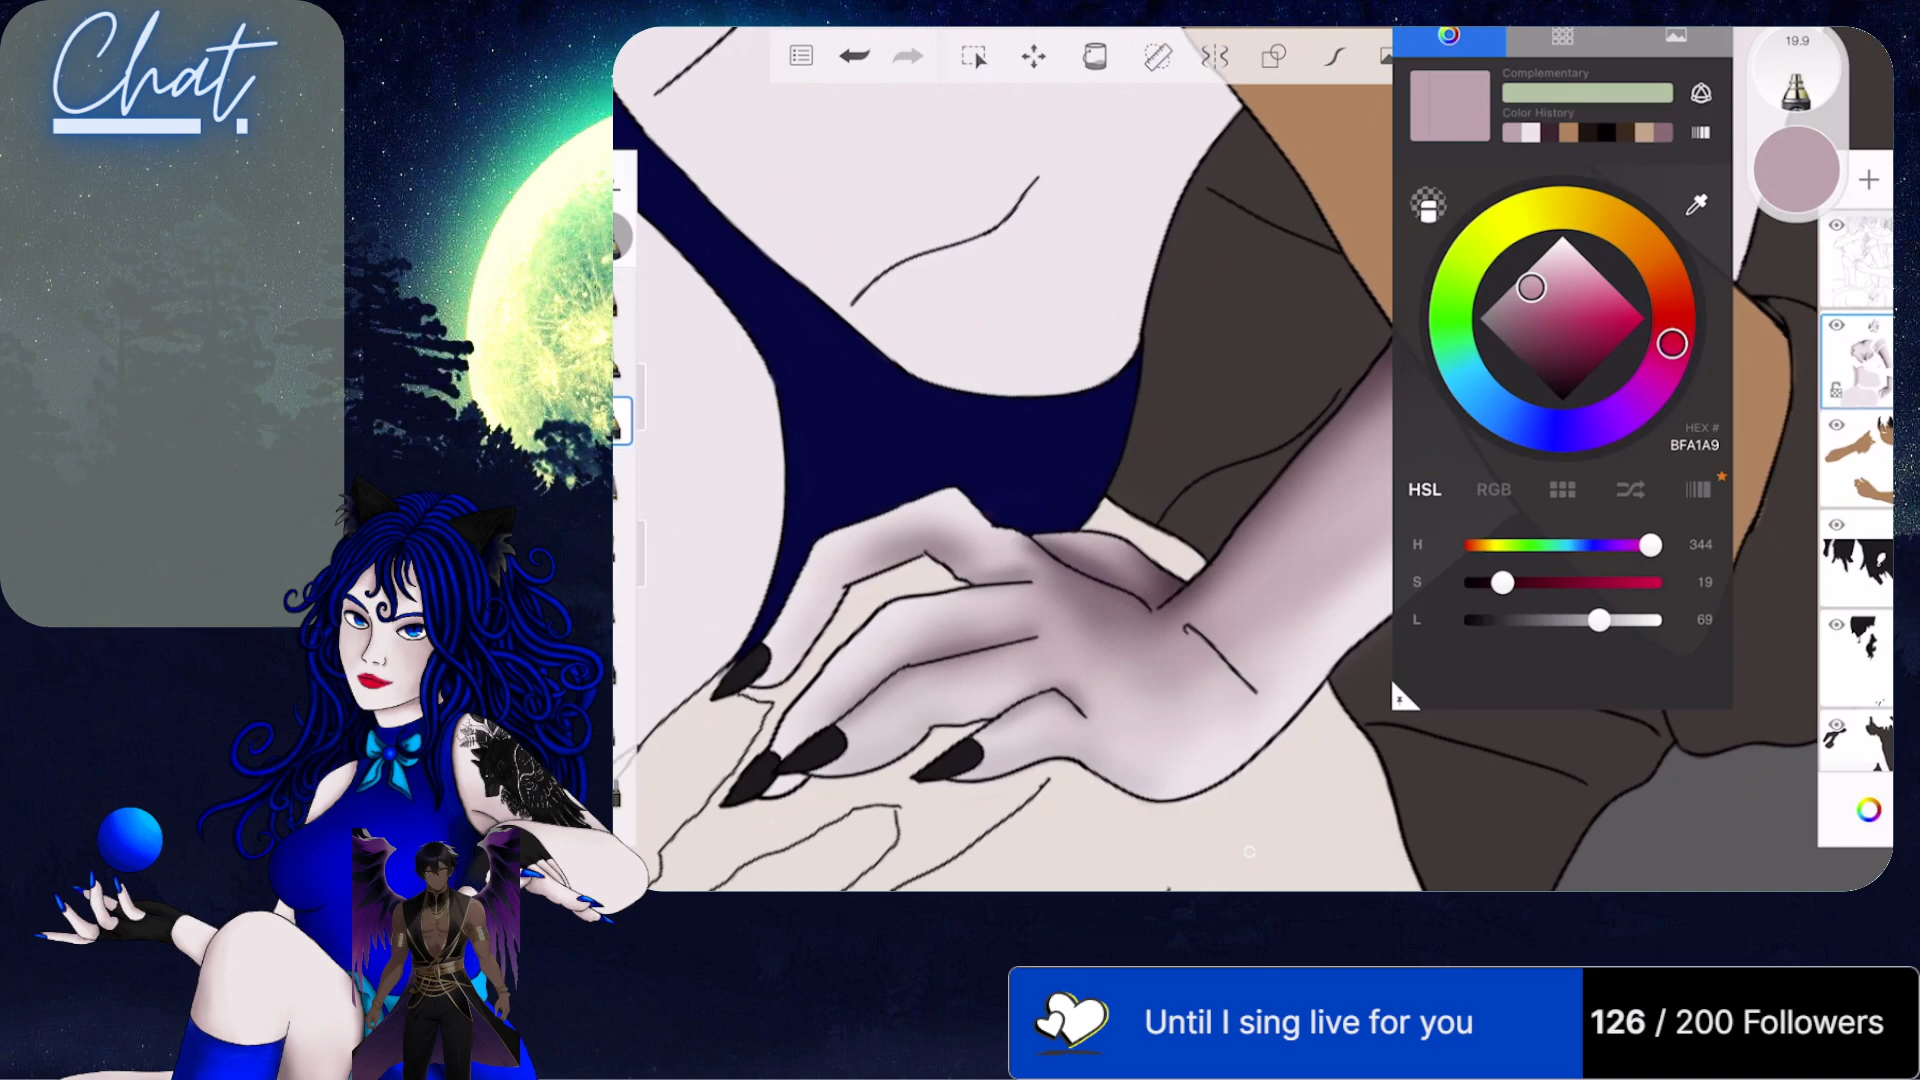 Chat
19.9
Complementary
Color History
HEX #
BFA1A9
HSL RGB
H 344
S 19
L 69
Until I sing live for you
126 / 200 Followers